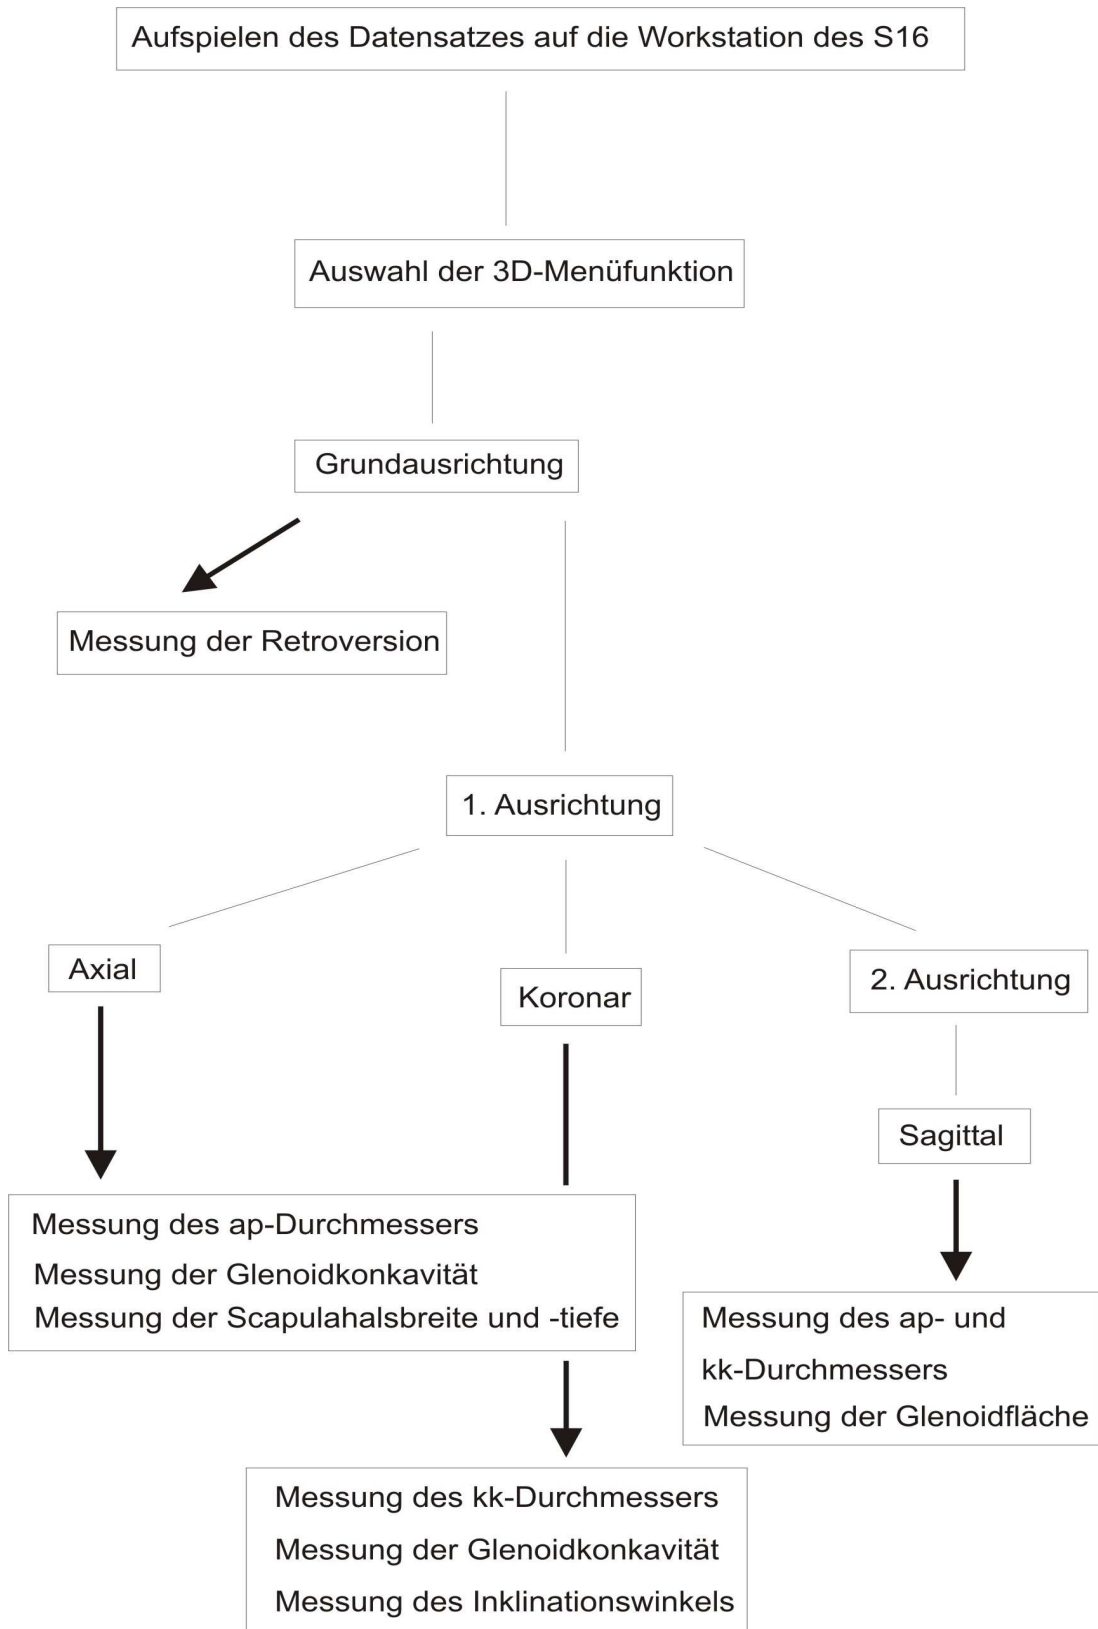 Aufspielen des Datensatzes auf die Workstation des S16
Auswahl der 3D-Menüfunktion
Grundausrichtung
Messung der Retroversion
1. Ausrichtung
Axial
Koronar
2. Ausrichtung
Sagittal
Messung des ap-Durchmessers
Messung der Glenoidkonkavität
Messung der Scapulahalsbreite und -tiefe
Messung des ap- und
kk-Durchmessers
Messung der Glenoidfläche
Messung des kk-Durchmessers
Messung der Glenoidkonkavität
Messung des Inklinationswinkels